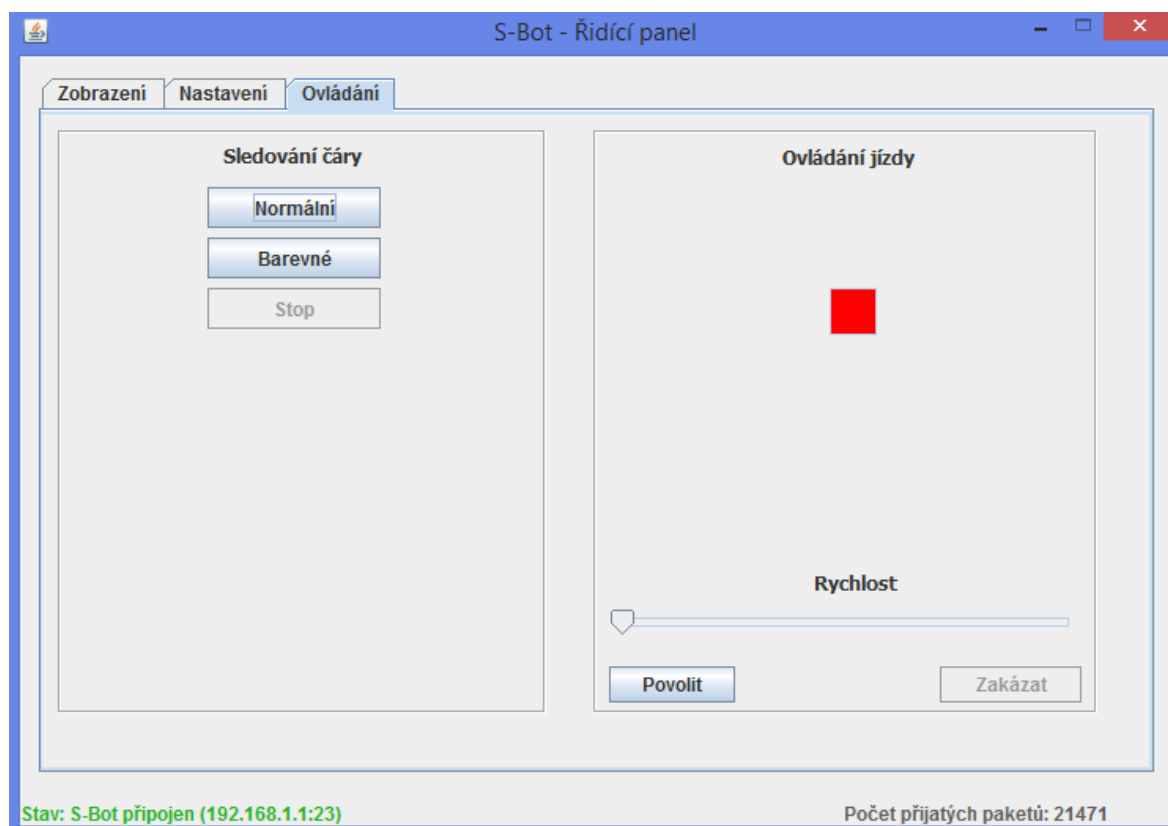 S-Bot - Řidící panel
Zobrazení Nastavení Ovládání
Sledování čáry
Normální
Barevné
Stop
Ovládání jízdy
Rychlost
Povolit Zakázat
Stav: S-Bot připojen (192.168.1.1:23) Počet přijatých paketů: 21471